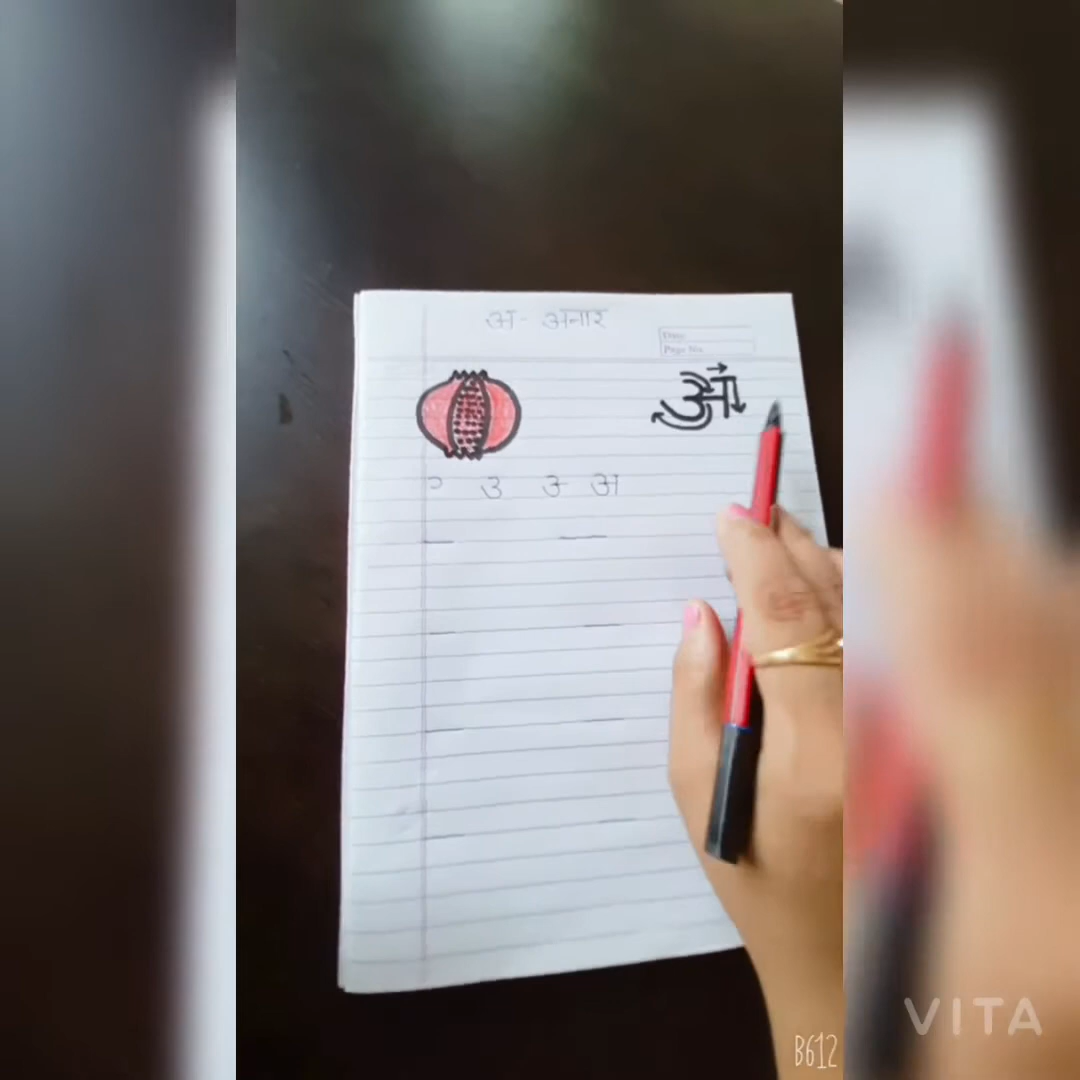 अ - अनार
Date
Page No.
अ
उ उ अ
VITA
B612